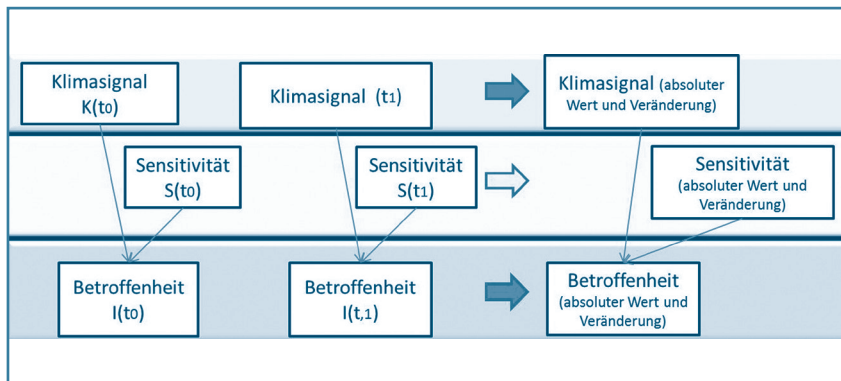 Klimasignal
K(t0)
Klimasignal (t1)
Klimasignal (absoluter
Wert und Veränderung)
Sensitivität
S(t0)
Sensitivität
S(t1)
Sensitivität
(absoluter Wert und
Veränderung)
Betroffenheit
I(t0)
Betroffenheit
I(t,1)
Betroffenheit
(absoluter Wert und
Veränderung)